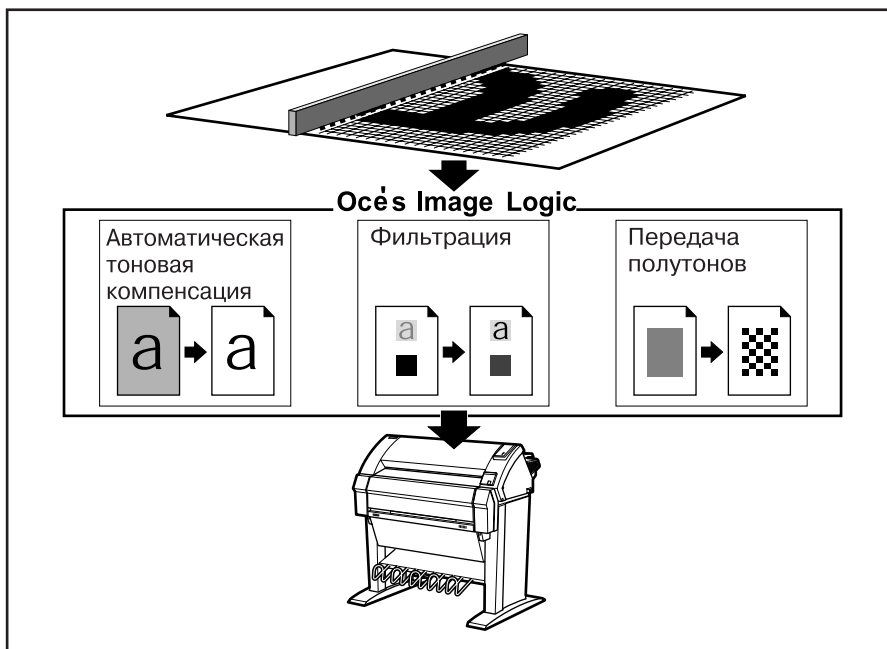 Océ's Image Logic
Автоматическая
тоновая
компенсация
a a
Фильтрация
a a
Передача
полутонов